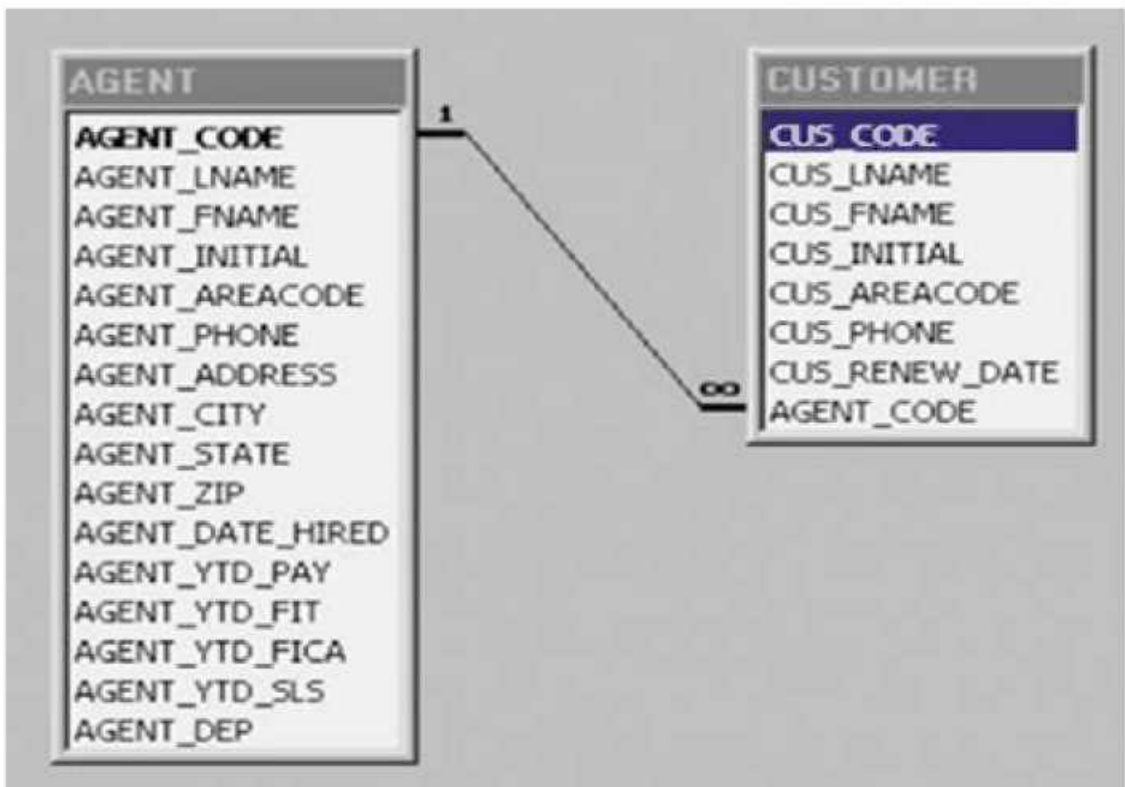 AGENT
AGENT_CODE
AGENT_LNAME
AGENT_FNAME
AGENT_INITIAL
AGENT_AREACODE
AGENT_PHONE
AGENT_ADDRESS
AGENT_CITY
AGENT_STATE
AGENT_ZIP
AGENT_DATE_HIRED
AGENT_YTD_PAY
AGENT_YTD_FIT
AGENT_YTD_FICA
AGENT_YTD_SLS
AGENT_DEP
1
∞
CUSTOMER
CUS_CODE
CUS_LNAME
CUS_FNAME
CUS_INITIAL
CUS_AREACODE
CUS_PHONE
CUS_RENEW_DATE
AGENT_CODE